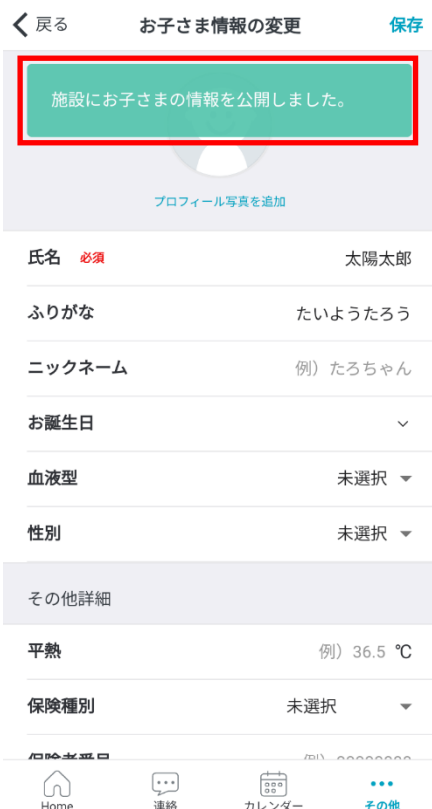 戻る お子さま情報の変更 保存
施設にお子さまの情報を公開しました。
プロフィール写真を追加
氏名 必須 太陽太郎
ふりがな たいようたろう
ニックネーム 例）たろちゃん
お誕生日
血液型 未選択
性別 未選択
その他詳細
平熱 例）36.5 ℃
保険種別 未選択
保険者番号
Home 連絡 カレンダー その他